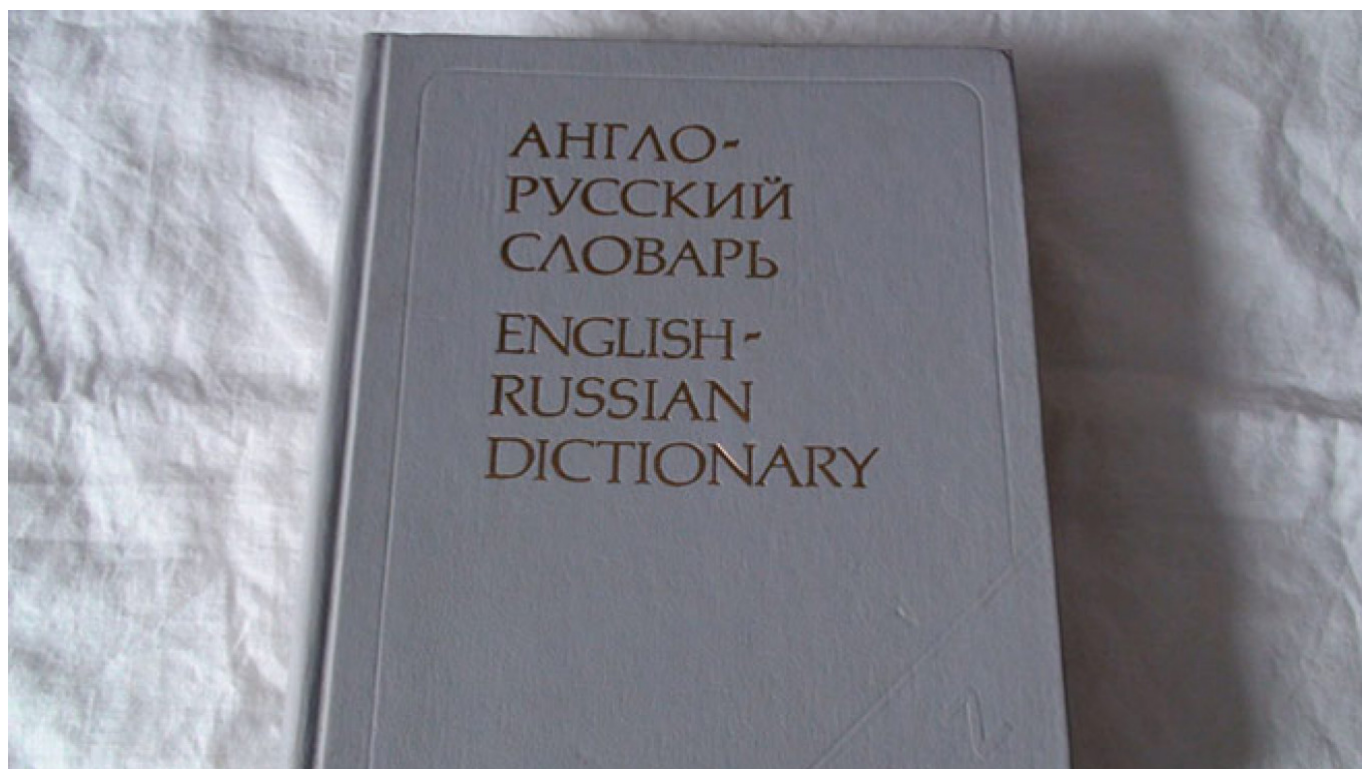 АНГЛО-
РУССКИЙ
СЛОВАРЬ
ENGLISH-
RUSSIAN
DICTIONARY